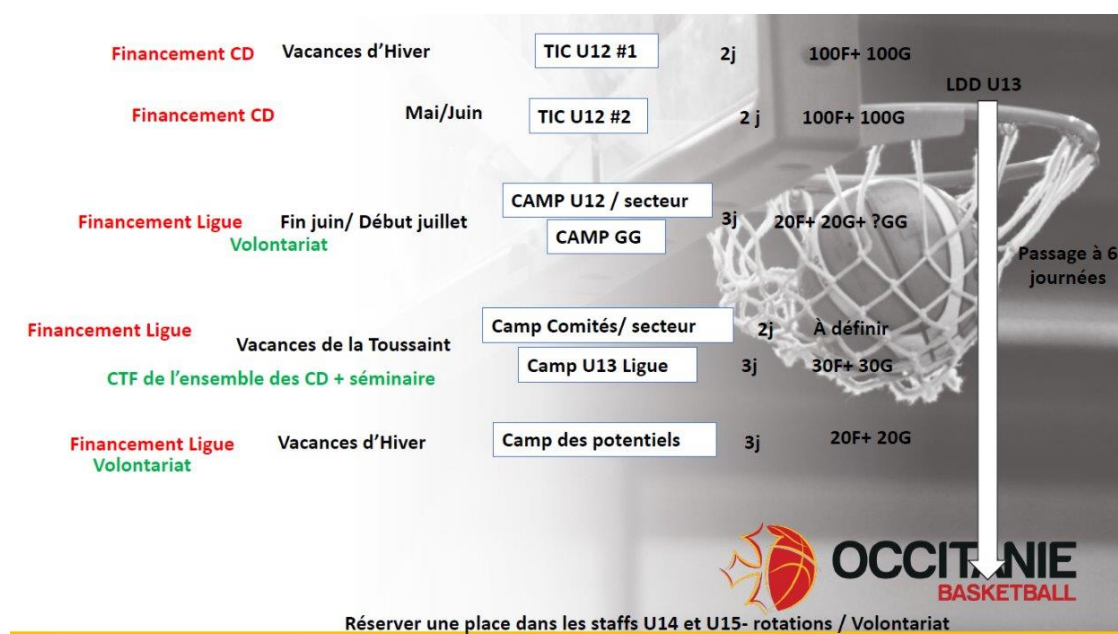 Financement CD Vacances d'Hiver TIC U12 #1 2j 100F+ 100G
LDD U13
Financement CD Mai/Juin TIC U12 #2 2 j 100F+ 100G
CAMP U12 / secteur
Financement Ligue Fin juin/ Début juillet 3j 20F+ 20G+ ?GG
Volontariat CAMP GG
Passage à 6
journées
Financement Ligue Camp Comités/ secteur 2j À définir
Vacances de la Toussaint
CTF de l'ensemble des CD + séminaire Camp U13 Ligue 3j 30F+ 30G
Financement Ligue Vacances d'Hiver Camp des potentiels 3j 20F+ 20G
Volontariat
OCCITANIE
BASKETBALL
Réserver une place dans les staffs U14 et U15- rotations / Volontariat